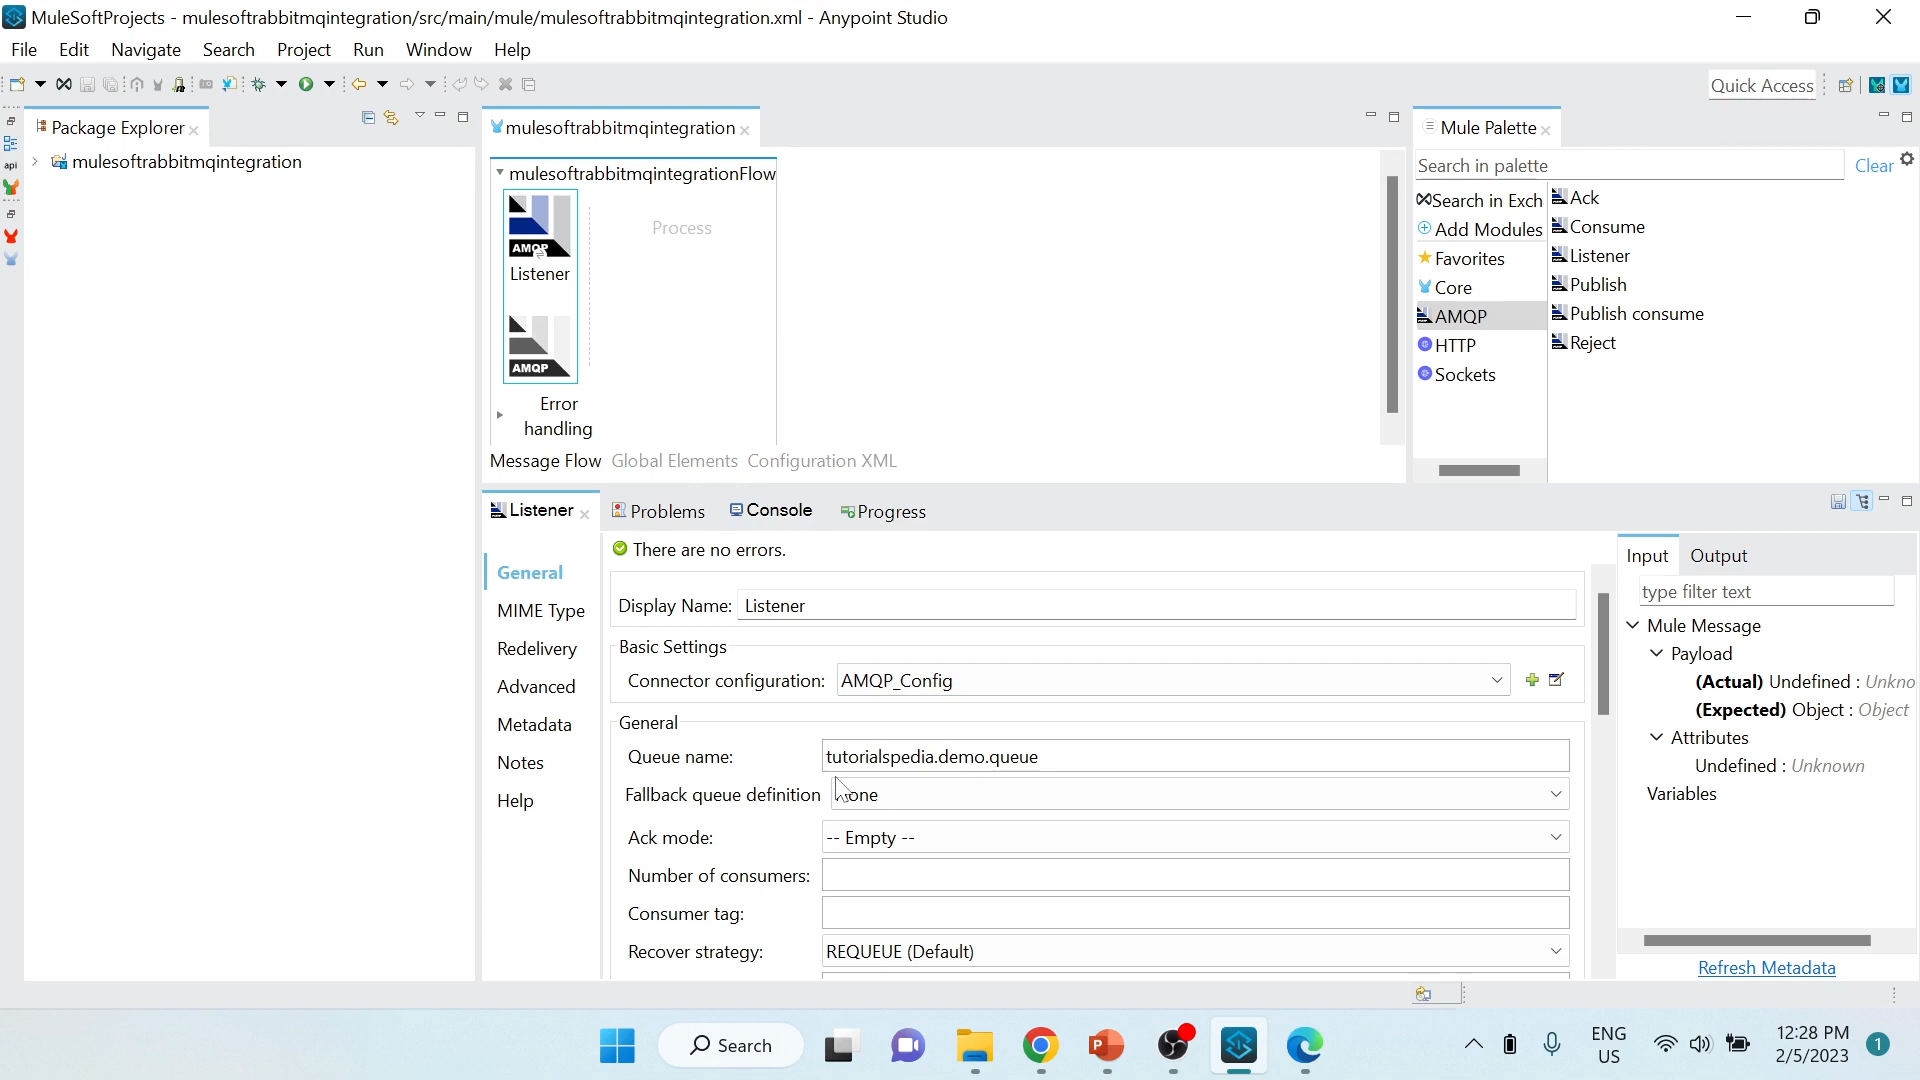 MuleSoftProjects - mulesoftrabbitmqintegration/src/main/mule/mulesoftrabbitmqintegration.xml - Anypoint Studio
File Edit Navigate Search Project Run Window Help
Quick Access
Package Explorer
mulesoftrabbitmqintegration
api
mulesoftrabbitmqintegration
mulesoftrabbitmqintegrationFlow
AMQP
Listener
Process
AMQP
Error
handling
Message Flow Global Elements Configuration XML
Mule Palette
Search in palette
Clear
Search in Exch
Add Modules
Favorites
Core
AMQP
HTTP
Sockets
Ack
Consume
Listener
Publish
Publish consume
Reject
Listener Problems Console Progress
General
MIME Type
Redelivery
Advanced
Metadata
Notes
Help
There are no errors.
Display Name: Listener
Basic Settings
Connector configuration: AMQP_Config
General
Queue name: tutorialspedia.demo.queue
Fallback queue definition
Ack mode: -- Empty --
Number of consumers:
Consumer tag:
Recover strategy: REQUEUE (Default)
Input Output
type filter text
Mule Message
Payload
(Actual) Undefined : Unkno
(Expected) Object : Object
Attributes
Undefined : Unknown
Variables
Refresh Metadata
Search
ENG
US
12:28 PM
2/5/2023
1